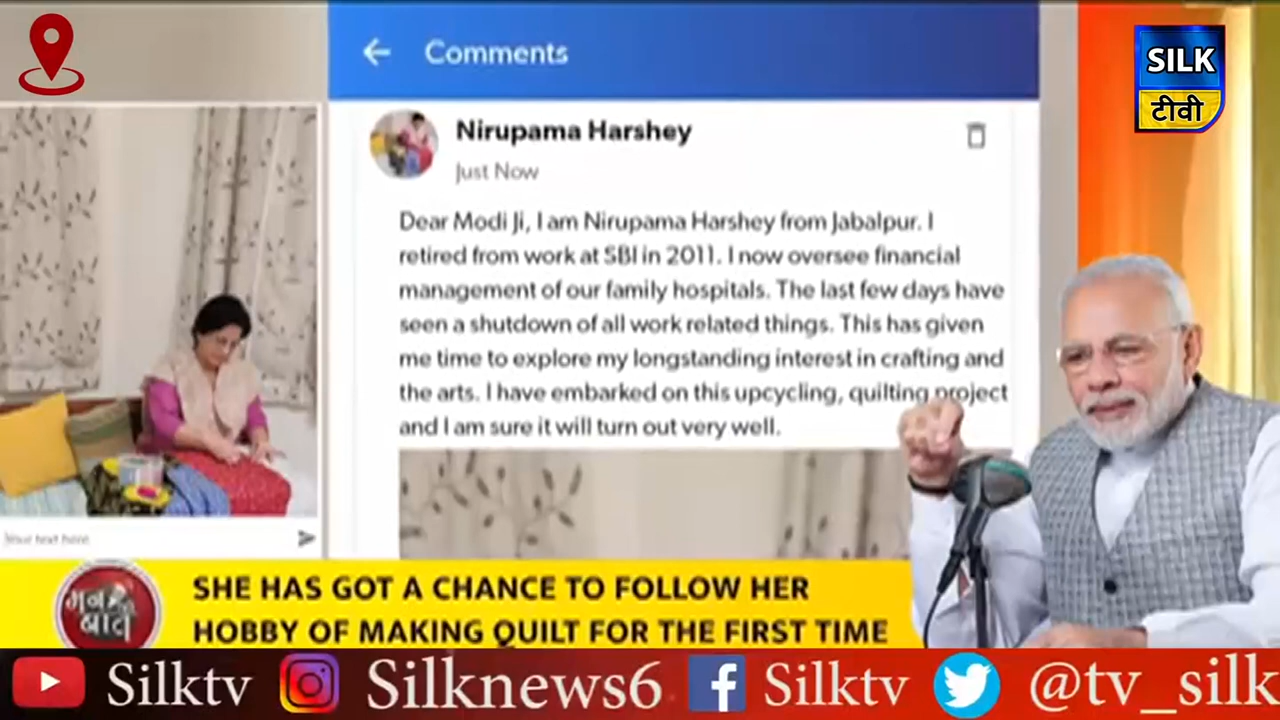 Comments
SILK
टीवी
Nirupama Harshey
Just Now
Dear Modi Ji, I am Nirupama Harshey from Jabalpur. I
retired from work at SBI in 2011. I now oversee financial
management of our family hospitals. The last few days have
seen a shutdown of all work related things. This has given
me time to explore my longstanding interest in crafting and
the arts. I have embarked on this upcycling, quilting project
and I am sure it will turn out very well.
Your text here
मन
बात
SHE HAS GOT A CHANCE TO FOLLOW HER
HOBBY OF MAKING QUILT FOR THE FIRST TIME
Silktv Silknews6 Silktv @tv_silk